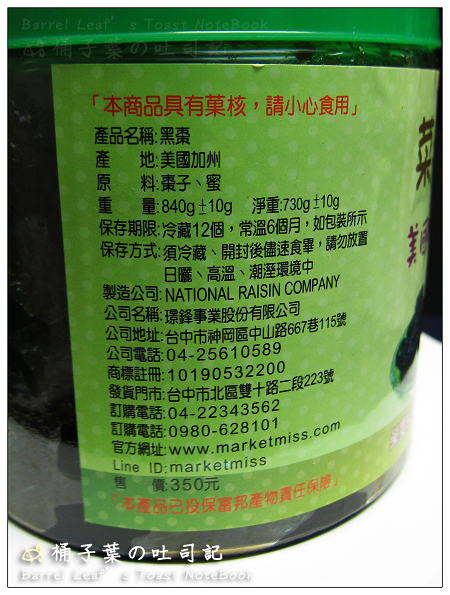 Barrel Leaf's Toast NoteBook
桶子葉の吐司記
「本商品具有菓核，請小心食用」
產品名稱:黑棗
產 地:美國加州
原 料:棗子、蜜
重 量:840g±10g 淨重:730g±10g
保存期限:冷藏12個，常溫6個月，如包裝所示
保存方式:須冷藏、開封後儘速食畢，請勿放置
日曬、高溫、潮溼環境中
製造公司:NATIONAL RAISIN COMPANY
公司名稱:璟鋒事業股份有限公司
公司地址:台中市神岡區中山路667巷115號
公司電話:04-25610589
商標註冊:10190532200
發貨門市:台中市北區雙十路二段223號
訂購電話:04-22343562
訂購電話:0980-628101
官方網址:www.marketmiss.com
Line ID:marketmiss
售 價:350元
「本產品已投保富邦產物責任保險」
菜
美國
桶子葉の吐司記
Barrel Leaf's Toast NoteBook